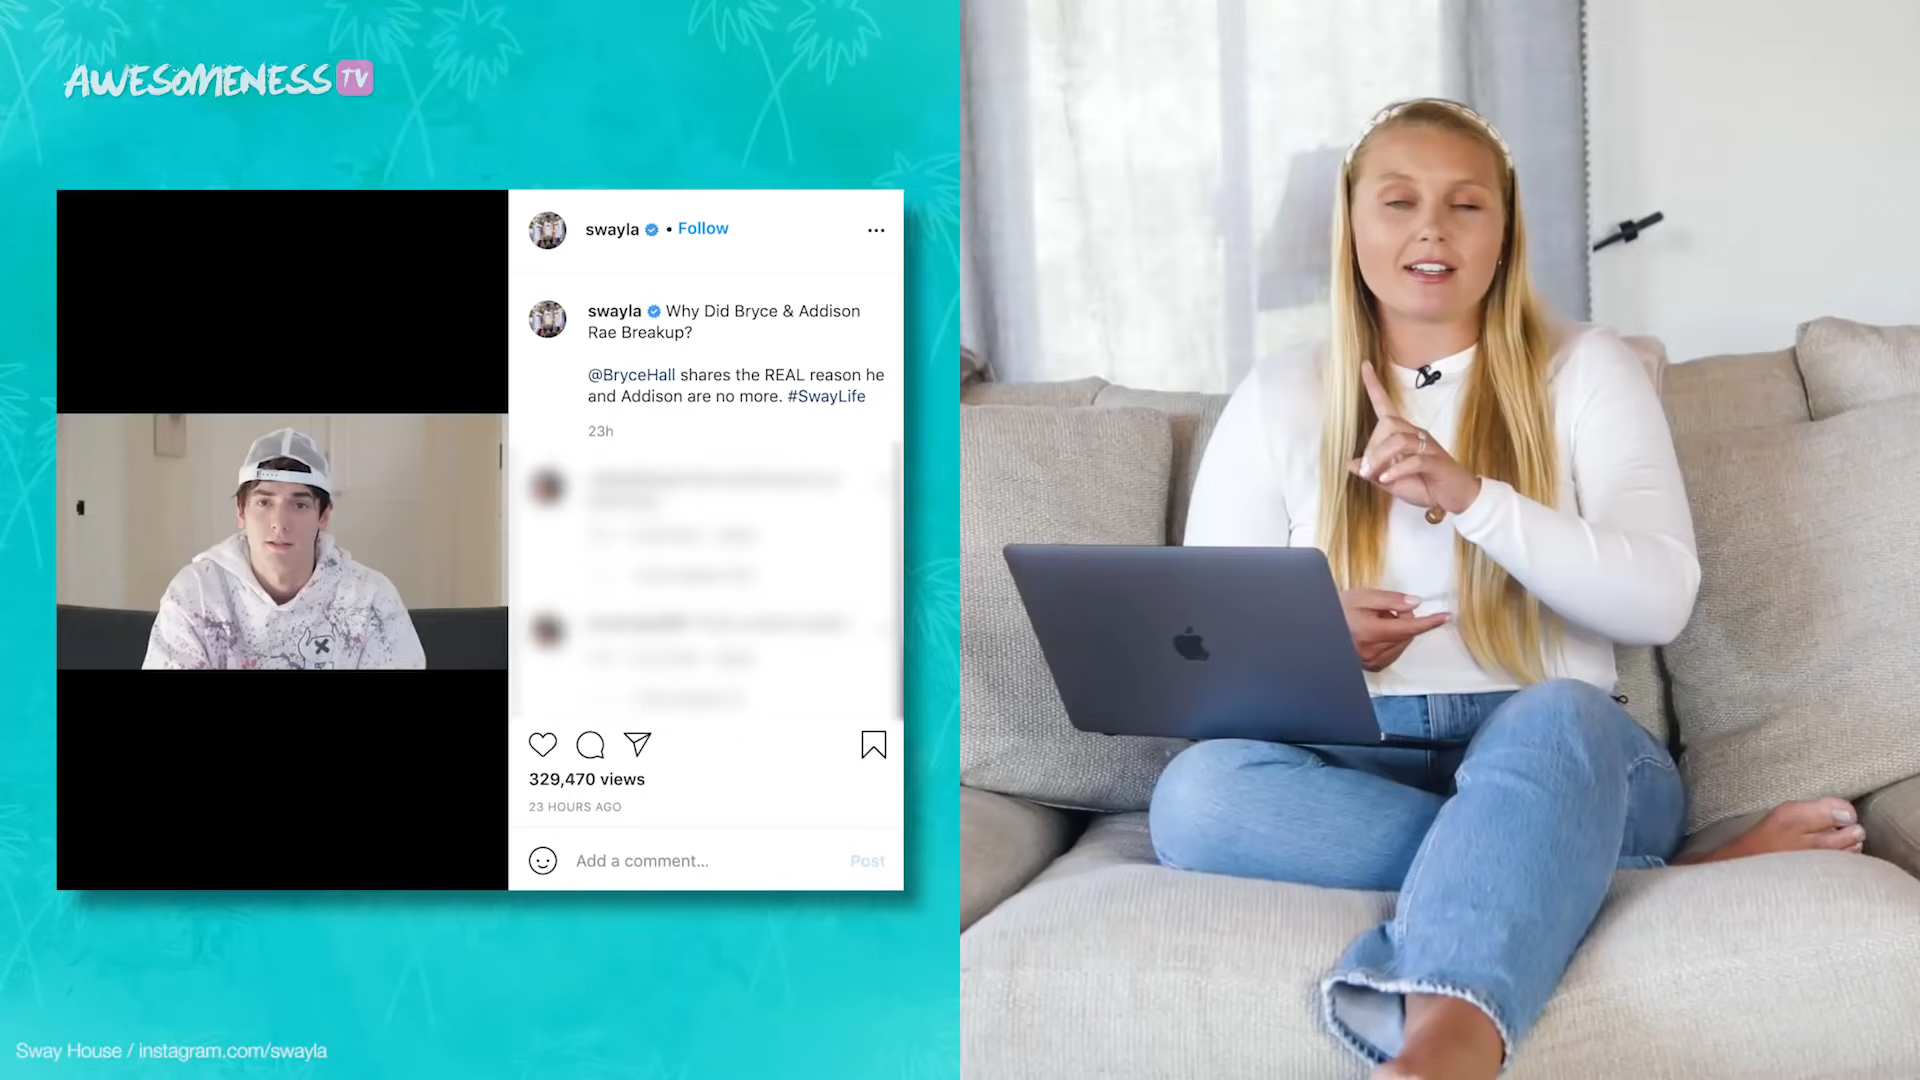 AWESOMENESS TV
swayla • Follow
swayla Why Did Bryce & Addison
Rae Breakup?
@BryceHall shares the REAL reason he
and Addison are no more. #SwayLife
23h
329,470 views
23 HOURS AGO
Add a comment... Post
Sway House / instagram.com/swayla